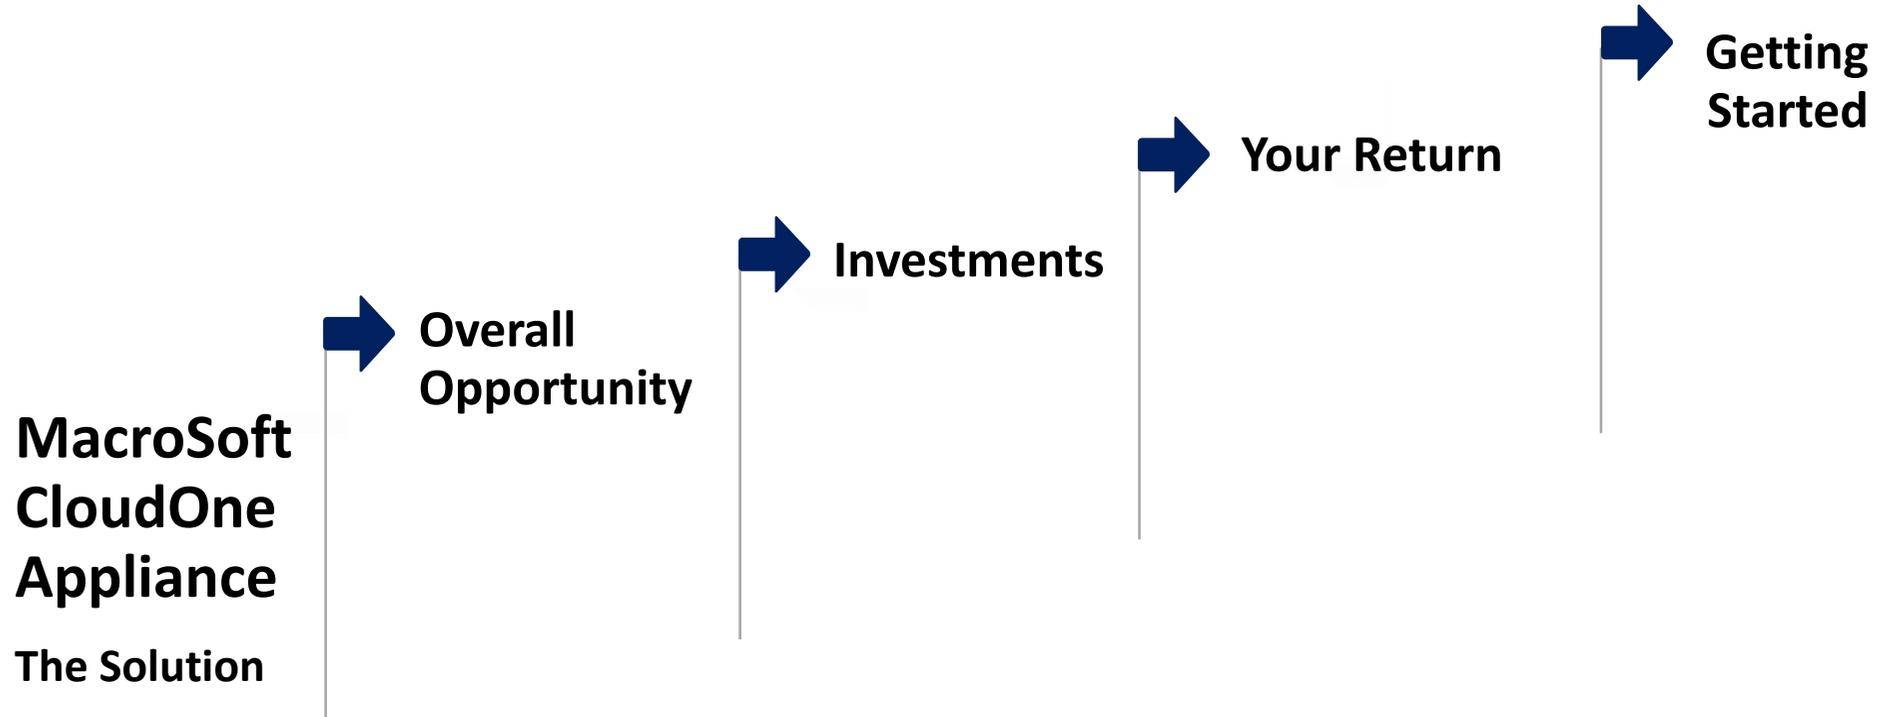 MacroSoft
CloudOne
Appliance
The Solution
Overall
Opportunity
Investments
Your Return
Getting
Started